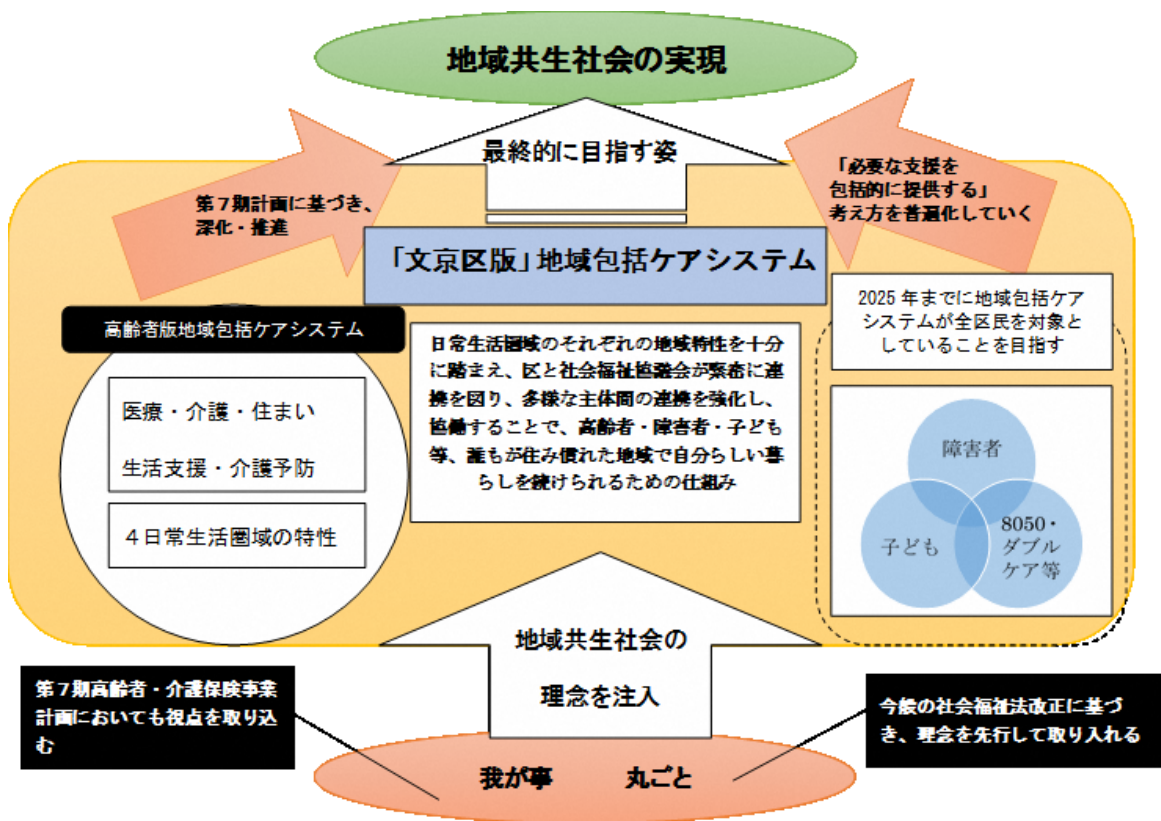 地域共生社会の実現
最終的に目指す姿
第７期計画に基づき、
深化・推進
「必要な支援を
包括的に提供する」
考え方を普遍化していく
「文京区版」地域包括ケアシステム
高齢者版地域包括ケアシステム
医療・介護・住まい
生活支援・介護予防
４日常生活圏域の特性
日常生活圏域のそれぞれの地域特性を十分
に踏まえ、区と社会福祉協議会が緊密に連
携を図り、多様な主体間の連携を強化し、
協働することで、高齢者・障害者・子ども
等、誰もが住み慣れた地域で自分らしい暮
らしを続けられるための仕組み
2025 年までに地域包括ケア
システムが全区民を対象と
していることを目指す
障害者
子ども
8050・
ダブル
ケア等
地域共生社会の
理念を注入
第７期高齢者・介護保険事業
計画においても視点を取り込
む
今般の社会福祉法改正に基づ
き、理念を先行して取り入れる
我が事　丸ごと